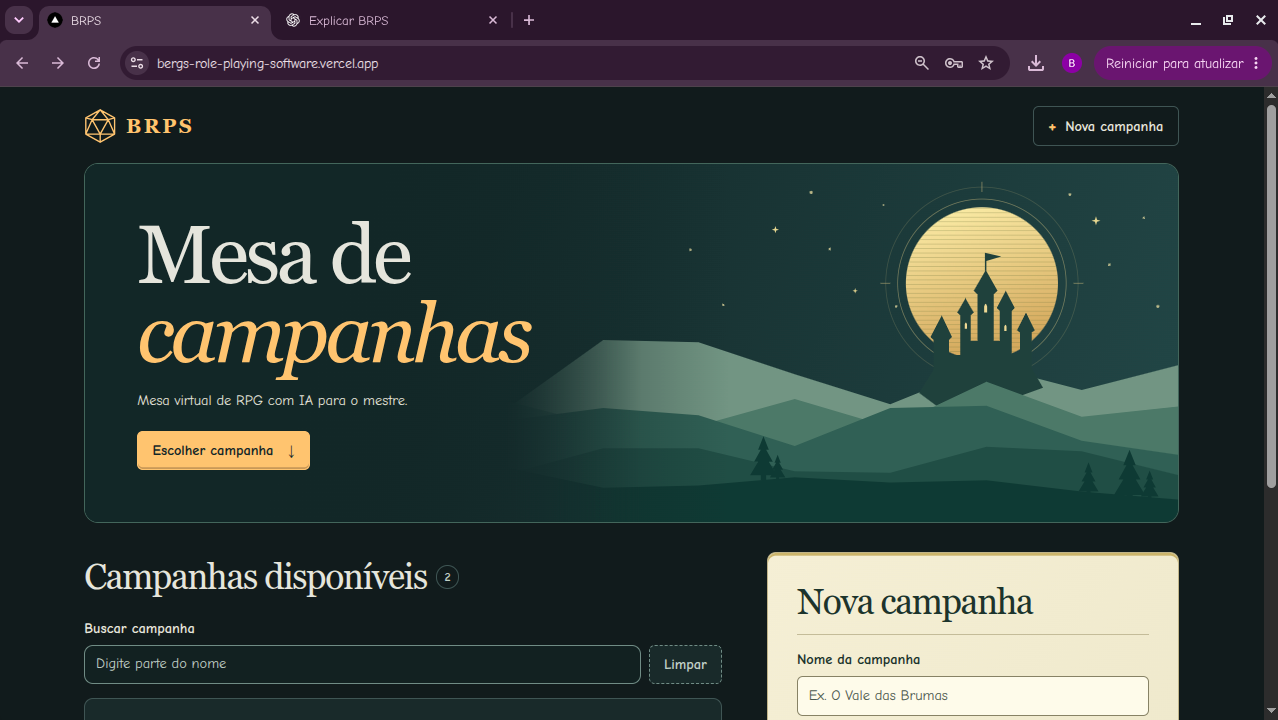 BRPS
Explicar BRPS
bergs-role-playing-software.vercel.app
B
Reiniciar para atualizar
BRPS
+ Nova campanha
Mesa de
campanhas
Mesa virtual de RPG com IA para o mestre.
Escolher campanha ↓
Campanhas disponíveis 2
Buscar campanha
Digite parte do nome
Limpar
Nova campanha
Nome da campanha
Ex. O Vale das Brumas